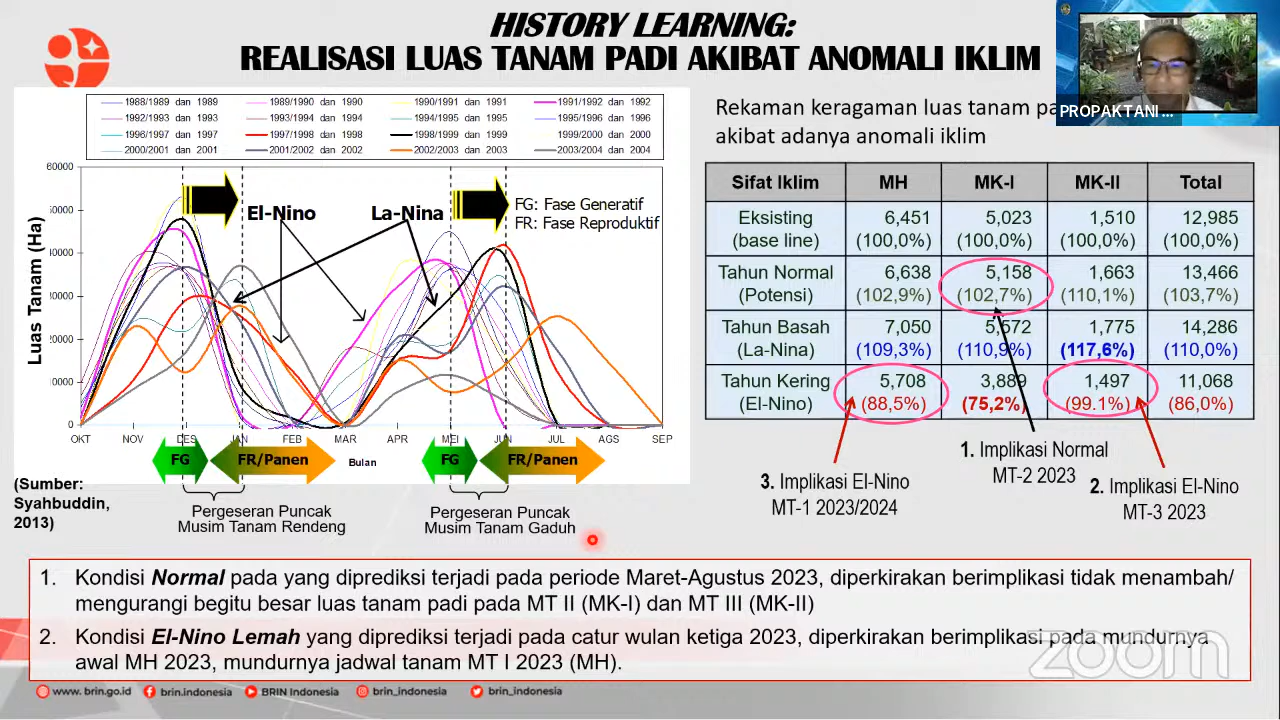 HISTORY LEARNING:
REALISASI LUAS TANAM PADI AKIBAT ANOMALI IKLIM
PROPAKTANI ...
1988/1989 dan 1989
1989/1990 dan 1990
1990/1991 dan 1991
1991/1992 dan 1992
1992/1993 dan 1993
1993/1994 dan 1994
1994/1995 dan 1995
1995/1996 dan 1996
1996/1997 dan 1997
1997/1998 dan 1998
1998/1999 dan 1999
1999/2000 dan 2000
2000/2001 dan 2001
2001/2002 dan 2002
2002/2003 dan 2003
2003/2004 dan 2004
Luas Tanam (Ha)
60000
50000
40000
30000
20000
10000
0
El-Nino
La-Nina
FG: Fase Generatif
FR: Fase Reproduktif
OKT NOV DES JAN FEB MAR APR MEI JUN JUL AGS SEP
FG
FR/Panen
Bulan
FG
FR/Panen
(Sumber:
Syahbuddin,
2013)
Pergeseran Puncak
Musim Tanam Rendeng
Pergeseran Puncak
Musim Tanam Gaduh
Rekaman keragaman luas tanam pa
akibat adanya anomali iklim
Sifat Iklim MH MK-I MK-II Total
Eksisting 6,451 5,023 1,510 12,985
(base line) (100,0%) (100,0%) (100,0%) (100,0%)
Tahun Normal 6,638 5,158 1,663 13,466
(Potensi) (102,9%) (102,7%) (110,1%) (103,7%)
Tahun Basah 7,050 5,572 1,775 14,286
(La-Nina) (109,3%) (110,9%) (117,6%) (110,0%)
Tahun Kering 5,708 3,889 1,497 11,068
(El-Nino) (88,5%) (75,2%) (99.1%) (86,0%)
1. Implikasi Normal
MT-2 2023
2. Implikasi El-Nino
MT-3 2023
3. Implikasi El-Nino
MT-1 2023/2024
1. Kondisi Normal pada yang diprediksi terjadi pada periode Maret-Agustus 2023, diperkirakan berimplikasi tidak menambah/
mengurangi begitu besar luas tanam padi pada MT II (MK-I) dan MT III (MK-II)
2. Kondisi El-Nino Lemah yang diprediksi terjadi pada catur wulan ketiga 2023, diperkirakan berimplikasi pada mundurnya
awal MH 2023, mundurnya jadwal tanam MT I 2023 (MH).
zoom
www. brin.go.id brin.indonesia BRIN Indonesia brin_indonesia brin_indonesia